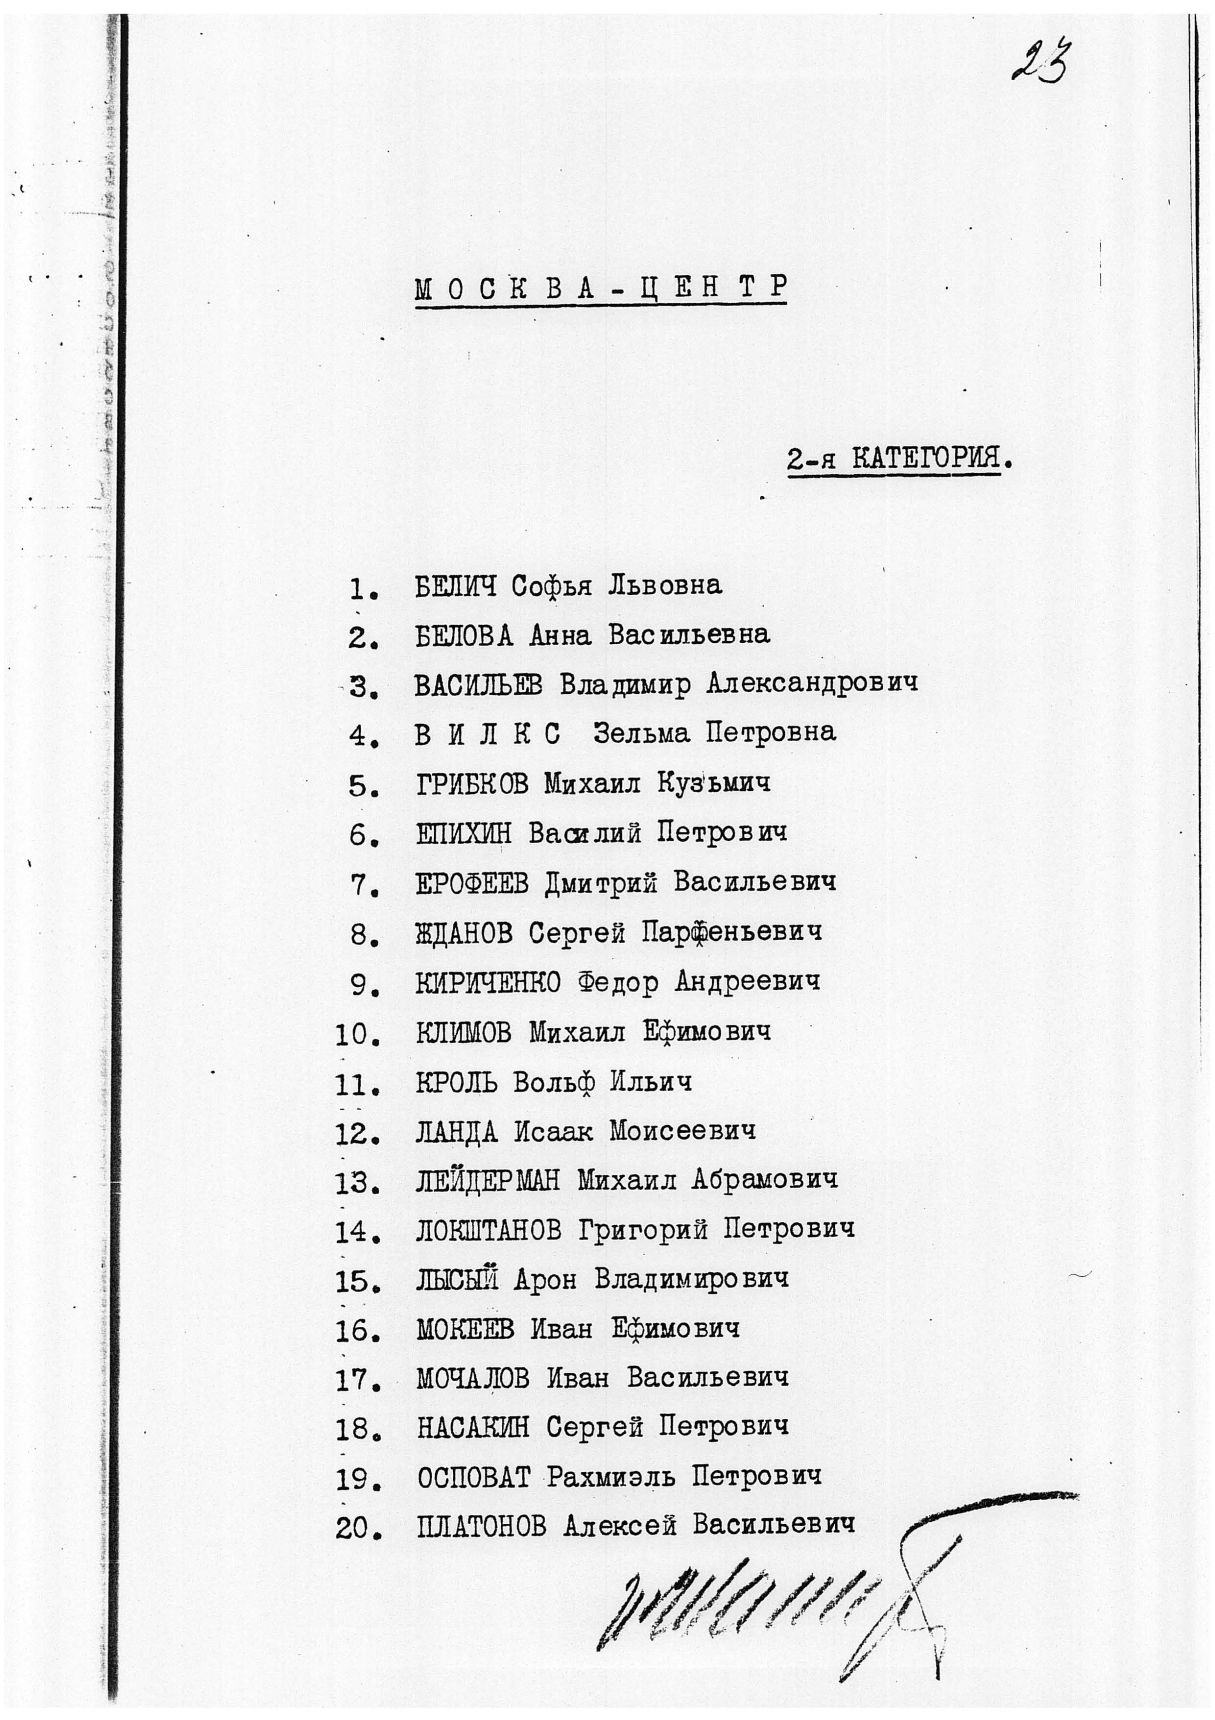 23
МОСКВА-ЦЕНТР
2-я КАТЕГОРИЯ.
1. БЕЛИЧ Софья Львовна
2. БЕЛОВА Анна Васильевна
3. ВАСИЛЬЕВ Владимир Александрович
4. ВИЛКС Зельма Петровна
5. ГРИБКОВ Михаил Кузьмич
6. ЕПИХИН Василий Петрович
7. ЕРОФЕЕВ Дмитрий Васильевич
8. ЖДАНОВ Сергей Парфеньевич
9. КИРИЧЕНКО Федор Андреевич
10. КЛИМОВ Михаил Ефимович
11. КРОЛЬ Вольф Ильич
12. ЛАНДА Исаак Моисеевич
13. ЛЕЙДЕРМАН Михаил Абрамович
14. ЛОКШТАНОВ Григорий Петрович
15. ЛЫСЫЙ Арон Владимирович
16. МОКЕЕВ Иван Ефимович
17. МОЧАЛОВ Иван Васильевич
18. НАСАКИН Сергей Петрович
19. ОСПОВАТ Рахмиэль Петрович
20. ПЛАТОНОВ Алексей Васильевич